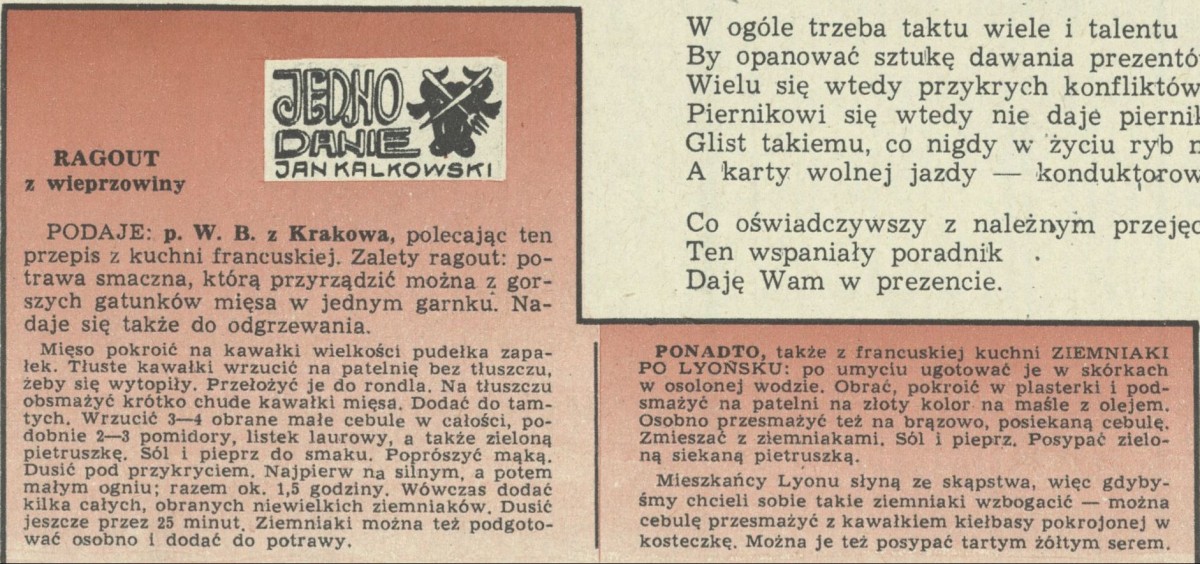 JEDNO
DANIE
JAN KALKOWSKI
RAGOUT
z wieprzowiny
PODAJE: p. W. B. z Krakowa, polecając ten
przepis z kuchni francuskiej. Zalety ragout: po-
trawa smaczna, którą przyrządzić można z gor-
szych gatunków mięsa w jednym garnku. Na-
daje się także do odgrzewania.
Mięso pokroić na kawałki wielkości pudełka zapa-
łek. Tłuste kawałki wrzucić na patelnię bez tłuszczu,
żeby się wytopiły. Przełożyć je do rondla. Na tłuszczu
obsmażyć krótko chude kawałki mięsa. Dodać do tam-
tych. Wrzucić 3—4 obrane małe cebule w całości, po-
dobnie 2—3 pomidory, listek laurowy, a także zieloną
pietruszkę. Sól i pieprz do smaku. Poprószyć mąką.
Dusić pod przykryciem. Najpierw na silnym, a potem
małym ogniu; razem ok. 1,5 godziny. Wówczas dodać
kilka całych, obranych niewielkich ziemniaków. Dusić
jeszcze przez 25 minut. Ziemniaki można też podgoto-
wać osobno i dodać do potrawy.
W ogóle trzeba taktu wiele i talentu
By opanować sztukę dawania prezentó
Wielu się wtedy przykrych konfliktów
Piernikowi się wtedy nie daje piernik
Glist takiemu, co nigdy w życiu ryb
A karty wolnej jazdy — konduktorow
Co oświadczywszy z należnym przejęc
Ten wspaniały poradnik
Daję Wam w prezencie.
PONADTO, także z francuskiej kuchni ZIEMNIAKI
PO LYOŃSKU: po umyciu ugotować je w skórkach
w osolonej wodzie. Obrać, pokroić w plasterki i pod-
smażyć na patelni na złoty kolor na maśle z olejem.
Osobno przesmażyć też na brązowo, posiekaną cebulę.
Zmieszać z ziemniakami. Sól i pieprz. Posypać zielo-
ną siekaną pietruszką.
Mieszkańcy Lyonu słyną ze skąpstwa, więc gdyby-
śmy chcieli sobie takie ziemniaki wzbogacić — można
cebulę przesmażyć z kawałkiem kiełbasy pokrojonej w
kosteczkę. Można je też posypać tartym żółtym serem.